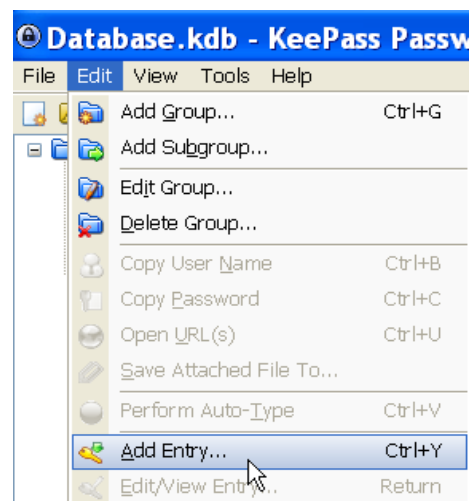 Database.kdb - KeePass Passw
File Edit View Tools Help
Add Group... Ctrl+G
Add Subgroup...
Edit Group...
Delete Group...
Copy User Name Ctrl+B
Copy Password Ctrl+C
Open URL(s) Ctrl+U
Save Attached File To...
Perform Auto-Type Ctrl+V
Add Entry... Ctrl+Y
Edit/View Entry... Return